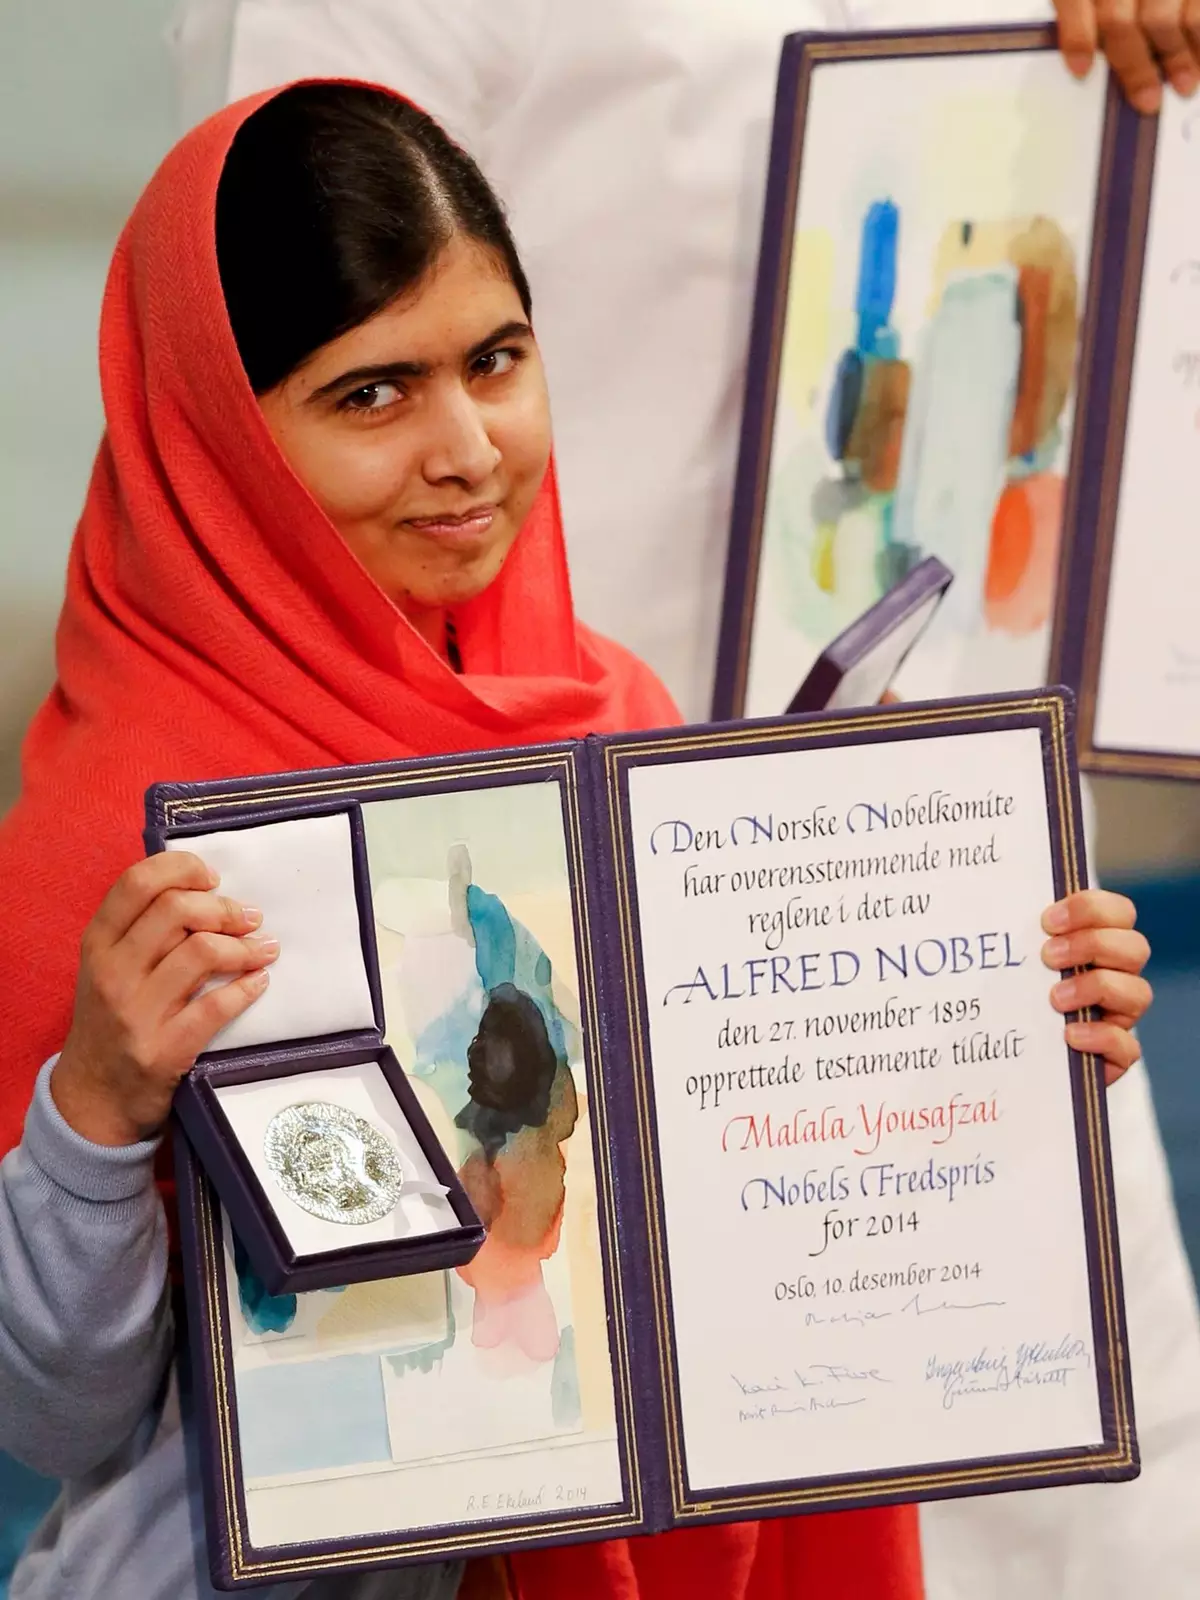 Den Norske Nobelkomite
har overensstemmende med
reglene i det av
ALFRED NOBEL
den 27. november 1895
opprettede testamente tildelt
Malala Yousafzai
Nobels Fredspris
for 2014
Oslo, 10. desember 2014
R. E. 2014